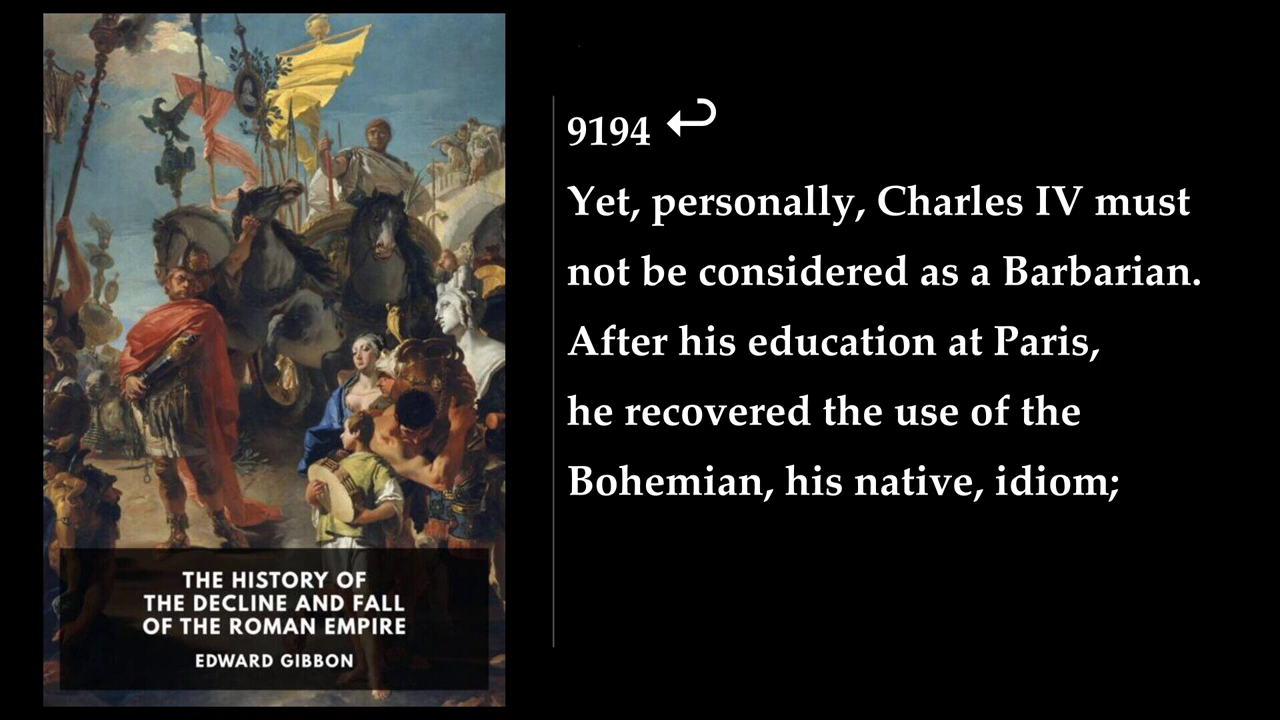 THE HISTORY OF
THE DECLINE AND FALL
OF THE ROMAN EMPIRE
EDWARD GIBBON
9194 ↩
Yet, personally, Charles IV must
not be considered as a Barbarian.
After his education at Paris,
he recovered the use of the
Bohemian, his native, idiom;